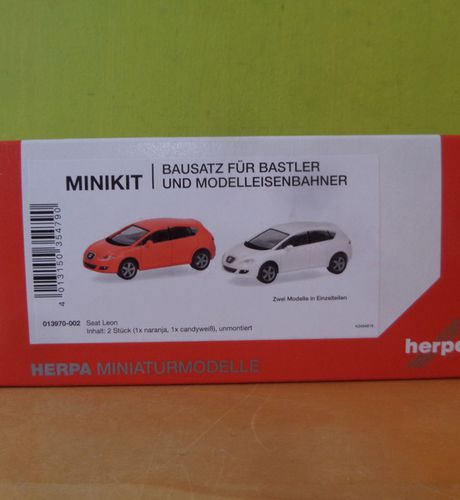 MINIKIT
BAUSATZ FÜR BASTLER
UND MODELLEISENBAHNER
4 013150 354790
Zwei Modelle in Einzelteilen
013970-002 Seat Leon
Inhalt: 2 Stück (1x naranja, 1x candyweiß), unmontiert
HERPA MINIATURMODELLE
herpa